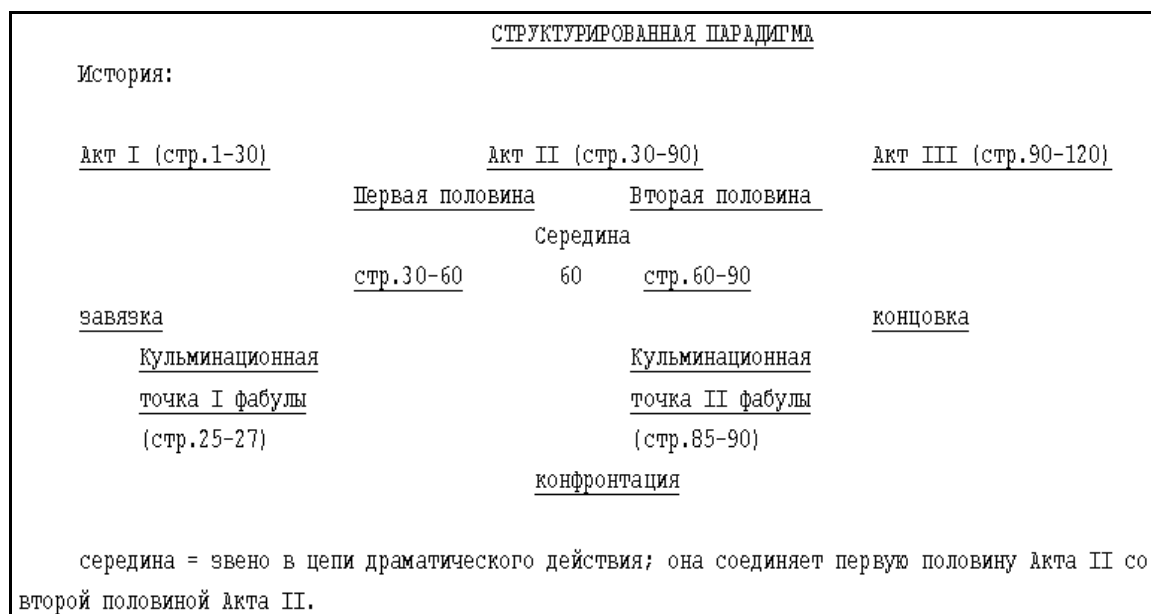 СТРУКТУРИРОВАННАЯ ПАРАДИГМА
История:
Акт I (стр.1-30) Акт II (стр.30-90) Акт III (стр.90-120)
Первая половина Вторая половина
Середина
стр.30-60 60 стр.60-90
завязка концовка
Кульминационная Кульминационная
точка I фабулы точка II фабулы
(стр.25-27) (стр.85-90)
конфронтация
середина = звено в цепи драматического действия; она соединяет первую половину Акта II со
второй половиной Акта II.